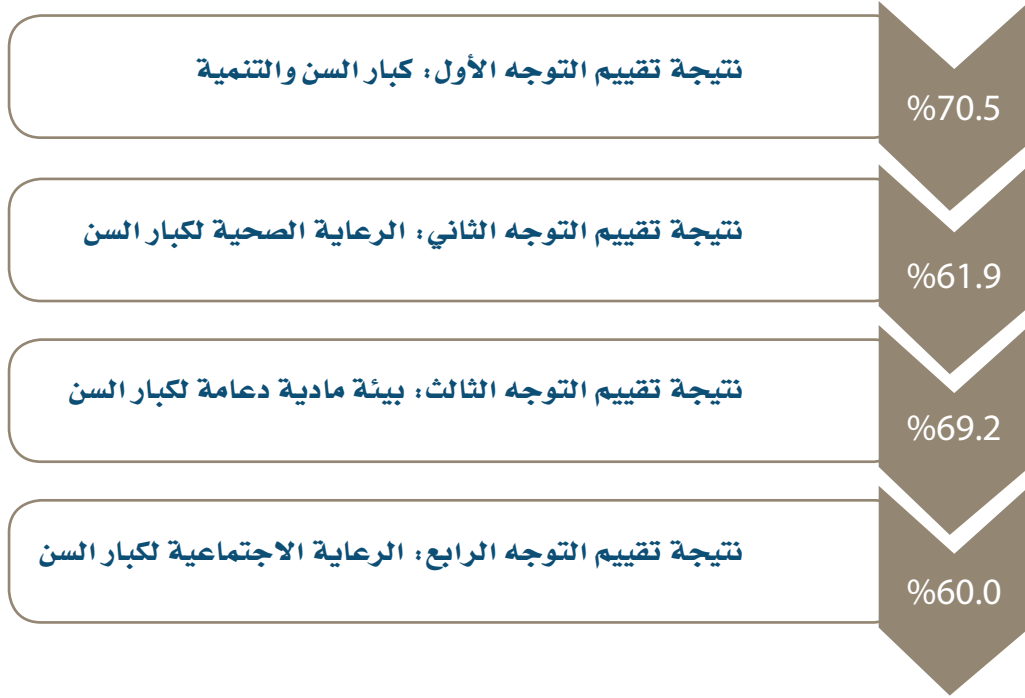 نتيجة تقييم التوجه الأول: كبار السن والتنمية
%70.5
نتيجة تقييم التوجه الثاني: الرعاية الصحية لكبار السن
%61.9
نتيجة تقييم التوجه الثالث: بيئة مادية دعامة لكبار السن
%69.2
نتيجة تقييم التوجه الرابع: الرعاية الاجتماعية لكبار السن
%60.0